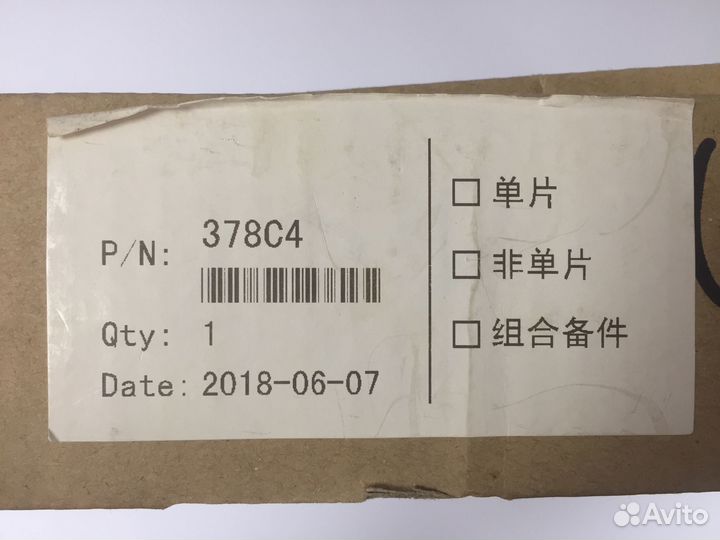 P/N: 378C4
Qty: 1
Date: 2018-06-07
□ 单片
□ 非单片
□ 组合备件
Avito